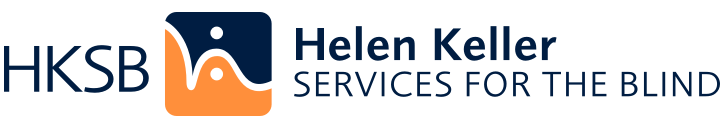 HKSB
Helen Keller
SERVICES FOR THE BLIND